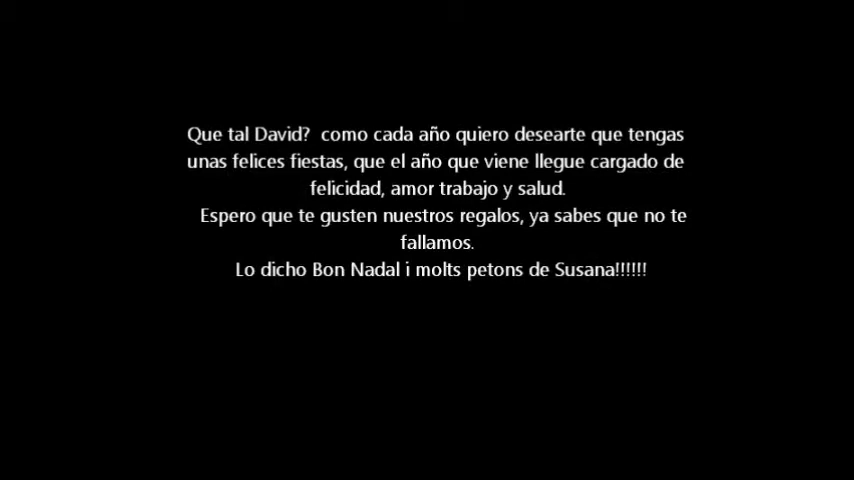 Que tal David?  como cada año quiero desearte que tengas
unas felices fiestas, que el año que viene llegue cargado de
felicidad, amor trabajo y salud.
Espero que te gusten nuestros regalos, ya sabes que no te
fallamos.
Lo dicho Bon Nadal i molts petons de Susana!!!!!!